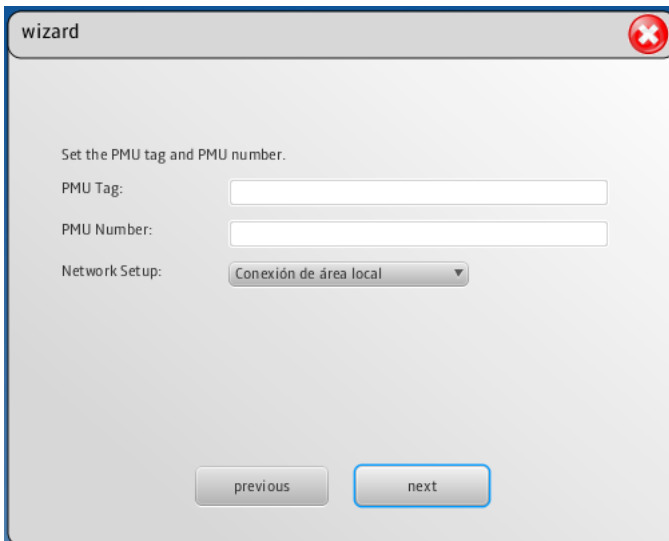 wizard
Set the PMU tag and PMU number.
PMU Tag:
PMU Number:
Network Setup: Conexión de área local
previous next